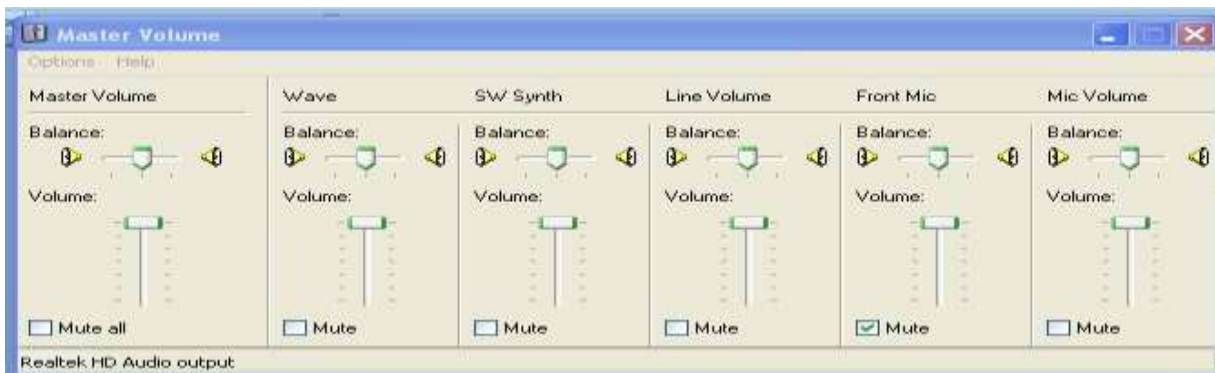 Master Volume
Options Help
Master Volume Wave SW Synth Line Volume Front Mic Mic Volume
Balance: Balance: Balance: Balance: Balance: Balance:
Volume: Volume: Volume: Volume: Volume: Volume:
Mute all Mute Mute Mute Mute Mute
Realtek HD Audio output